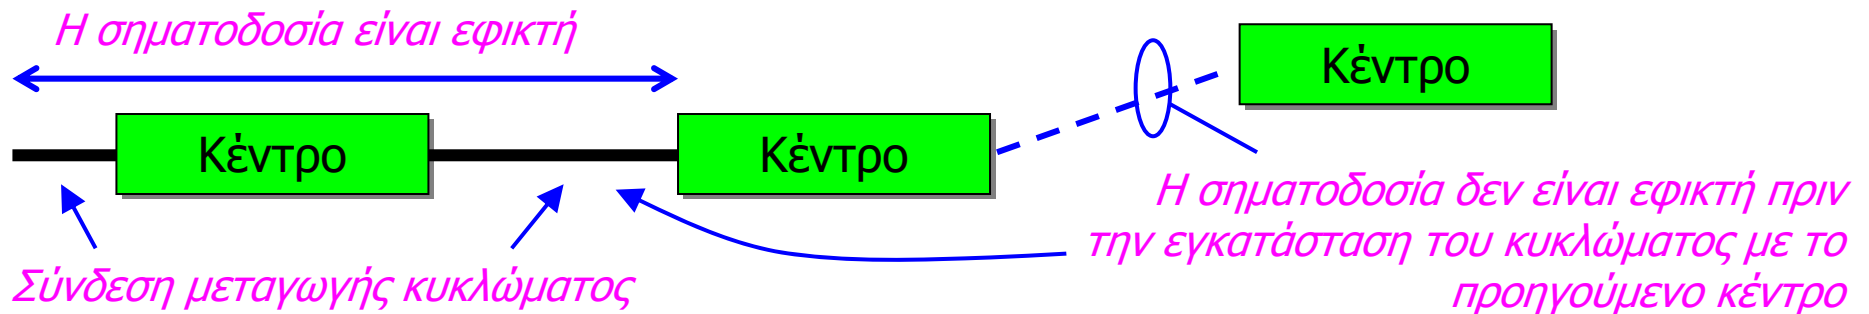 Η σηματοδοσία είναι εφικτή
Κέντρο
Κέντρο
Κέντρο
Η σηματοδοσία δεν είναι εφικτή πριν
την εγκατάσταση του κυκλώματος με το
προηγούμενο κέντρο
Σύνδεση μεταγωγής κυκλώματος